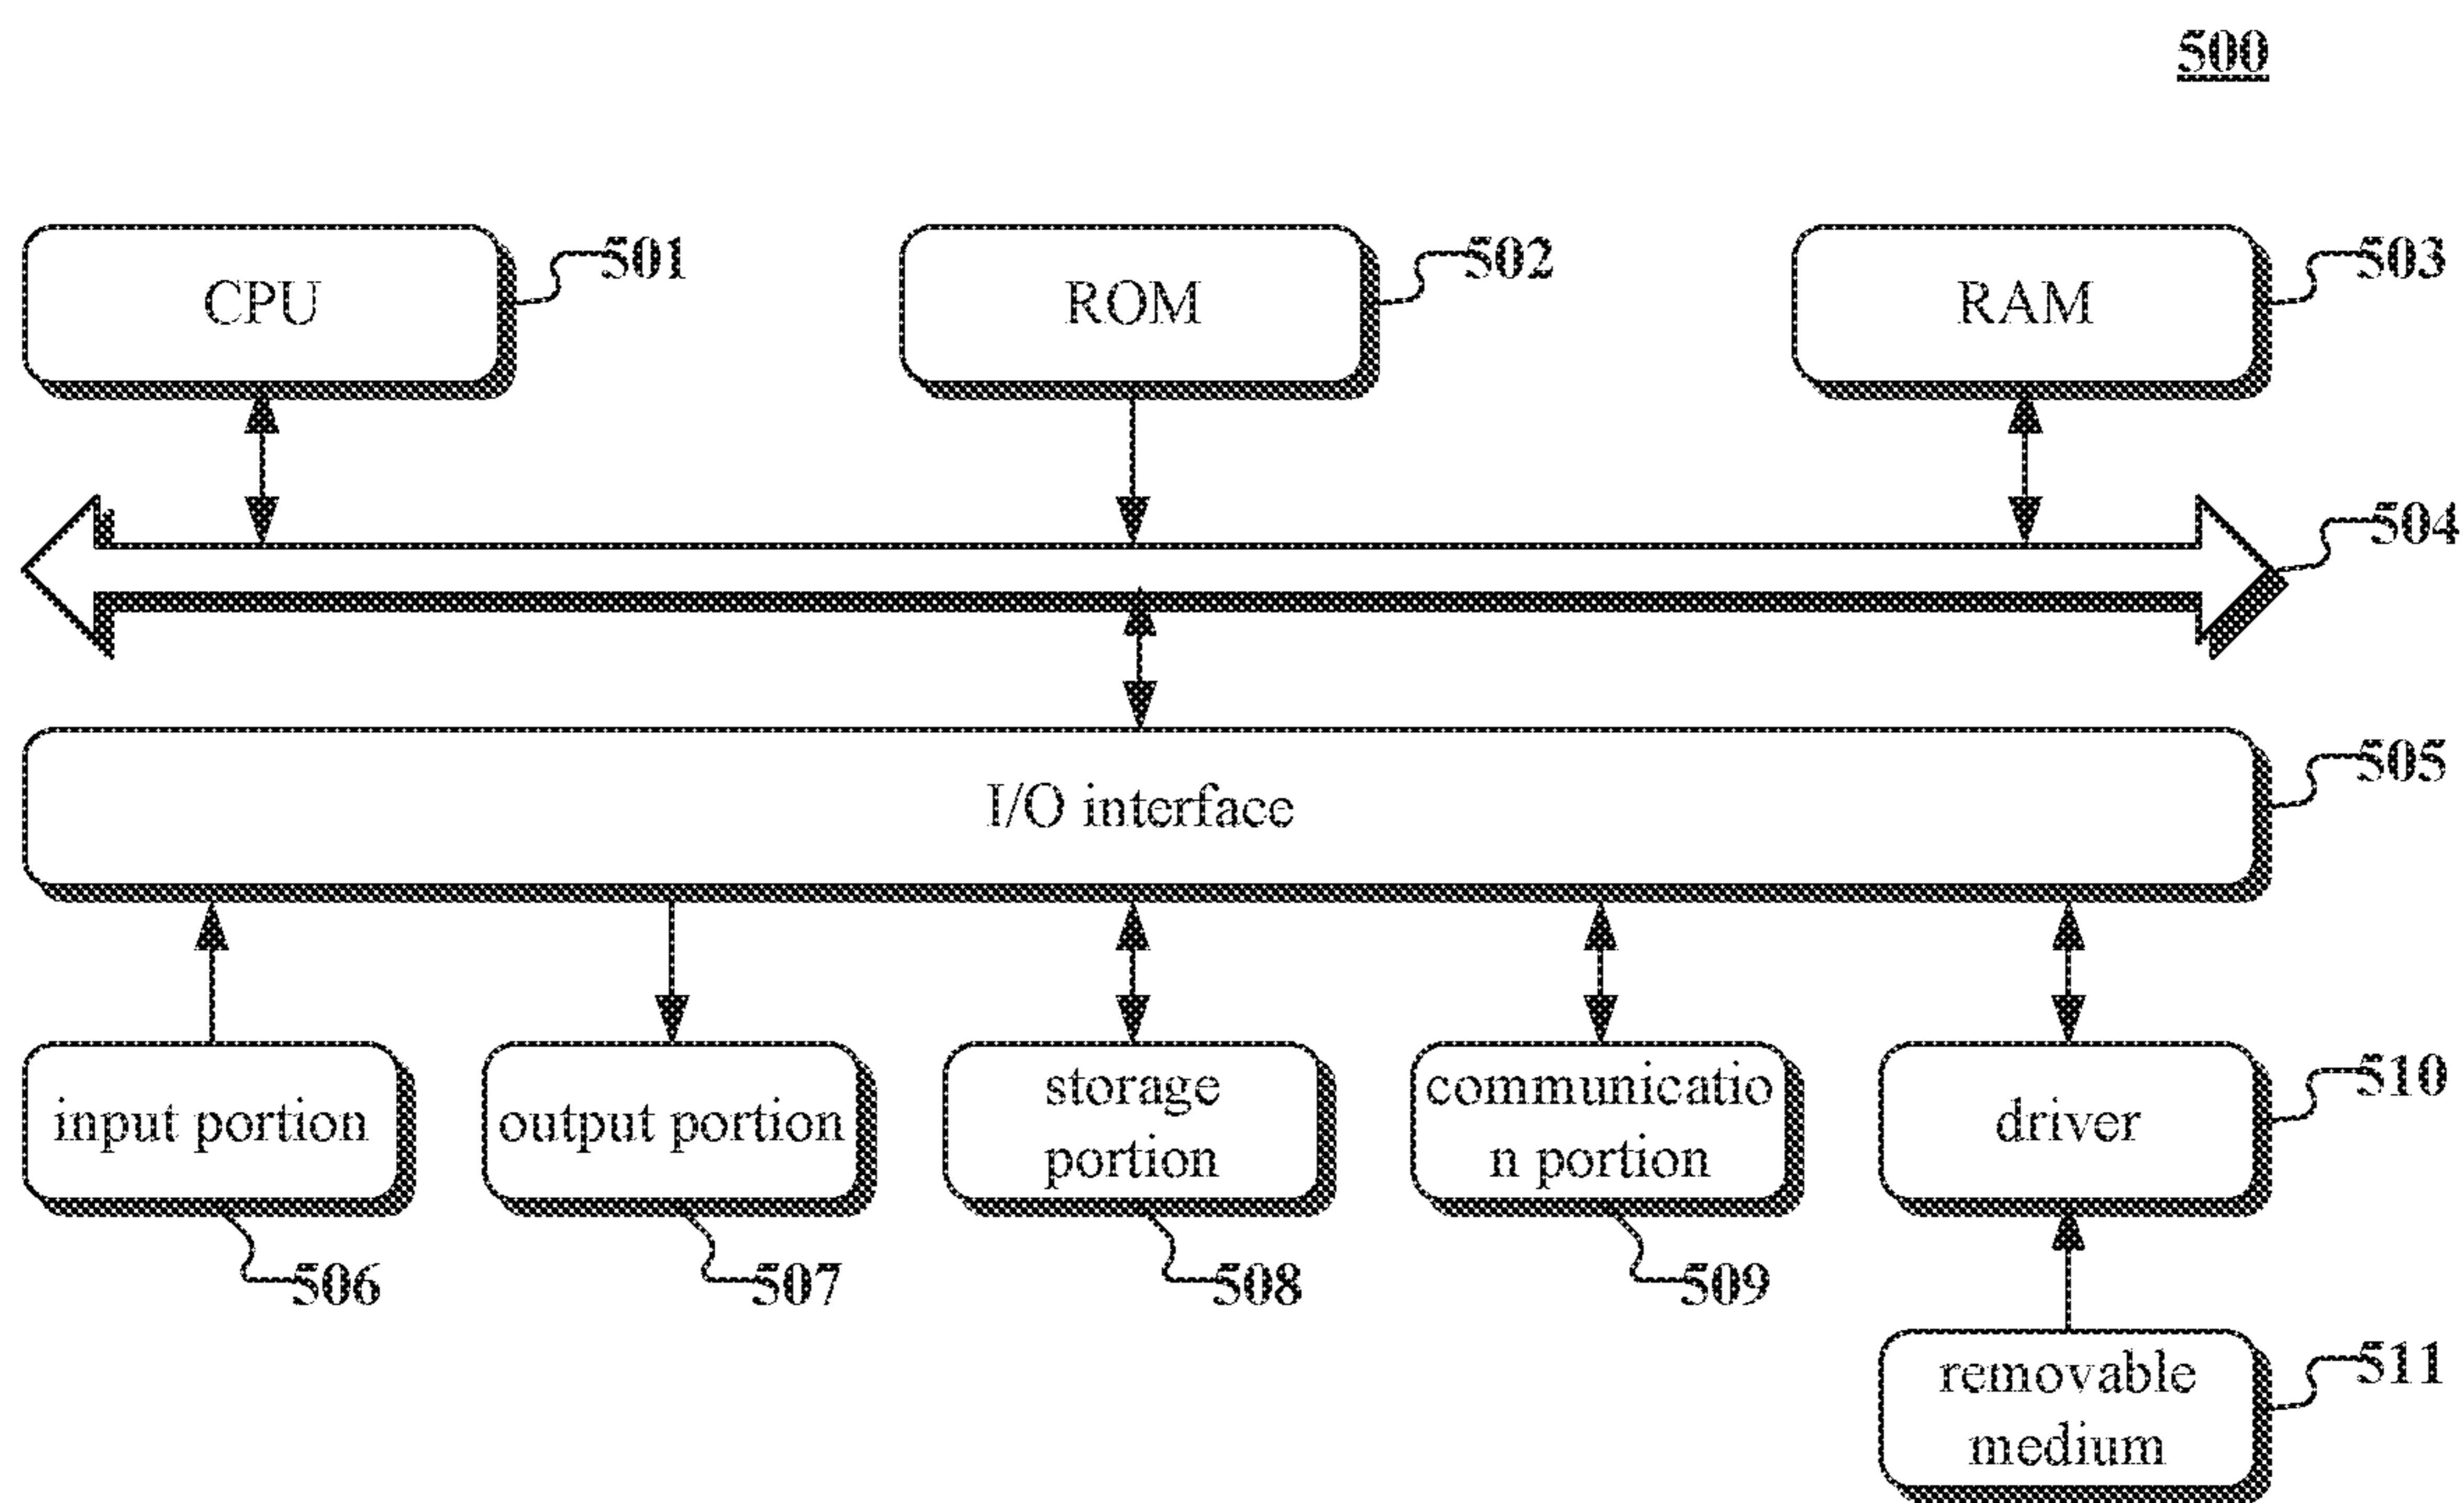 500
CPU
501
ROM
502
RAM
503
504
I/O interface
505
input portion
output portion
storage
portion
communicatio
n portion
driver
510
506
507
508
509
removable
medium
511